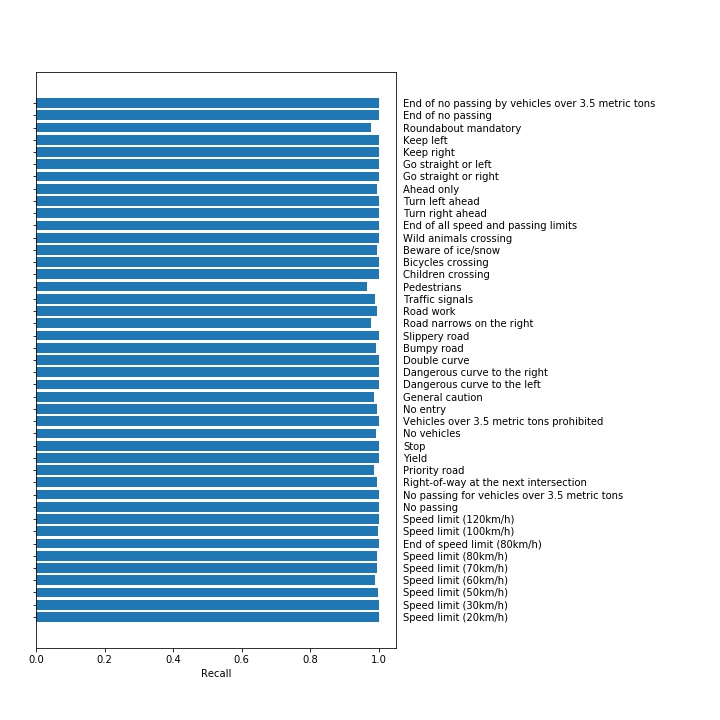 End of no passing by vehicles over 3.5 metric tons
End of no passing
Roundabout mandatory
Keep left
Keep right
Go straight or left
Go straight or right
Ahead only
Turn left ahead
Turn right ahead
End of all speed and passing limits
Wild animals crossing
Beware of ice/snow
Bicycles crossing
Children crossing
Pedestrians
Traffic signals
Road work
Road narrows on the right
Slippery road
Bumpy road
Double curve
Dangerous curve to the right
Dangerous curve to the left
General caution
No entry
Vehicles over 3.5 metric tons prohibited
No vehicles
Stop
Yield
Priority road
Right-of-way at the next intersection
No passing for vehicles over 3.5 metric tons
No passing
Speed limit (120km/h)
Speed limit (100km/h)
End of speed limit (80km/h)
Speed limit (80km/h)
Speed limit (70km/h)
Speed limit (60km/h)
Speed limit (50km/h)
Speed limit (30km/h)
Speed limit (20km/h)
0.0 0.2 0.4 0.6 0.8 1.0
Recall